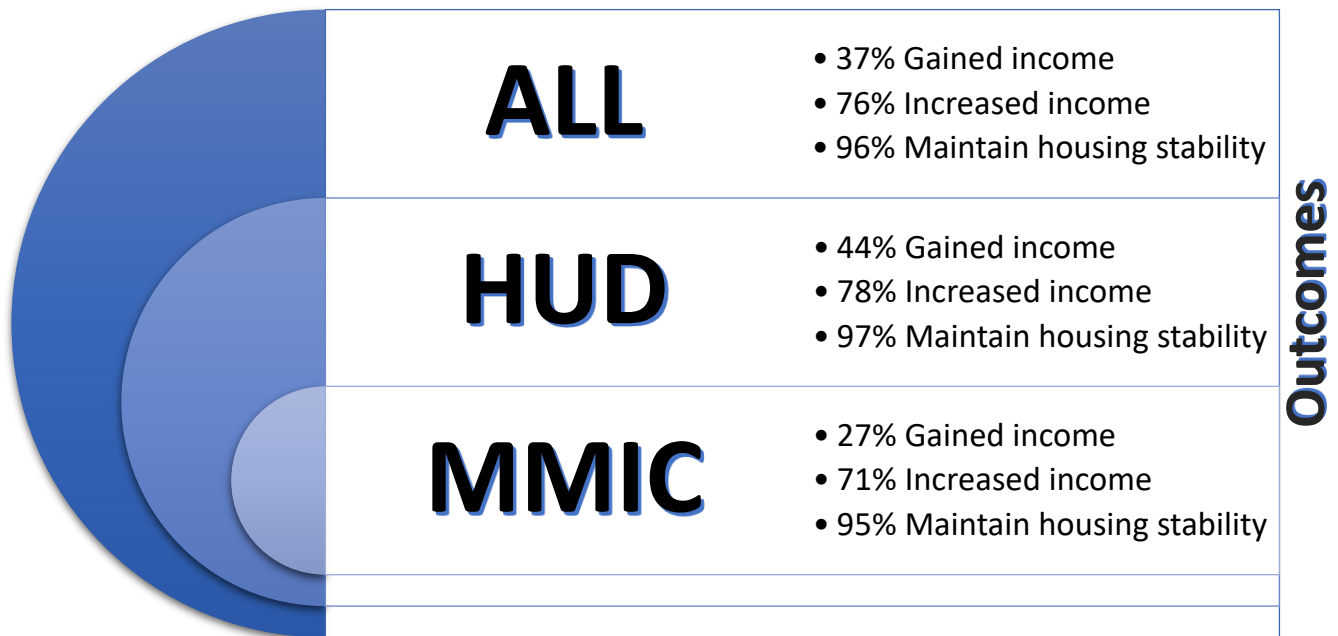 ALL
• 37% Gained income
• 76% Increased income
• 96% Maintain housing stability
HUD
• 44% Gained income
• 78% Increased income
• 97% Maintain housing stability
MMIC
• 27% Gained income
• 71% Increased income
• 95% Maintain housing stability
Outcomes